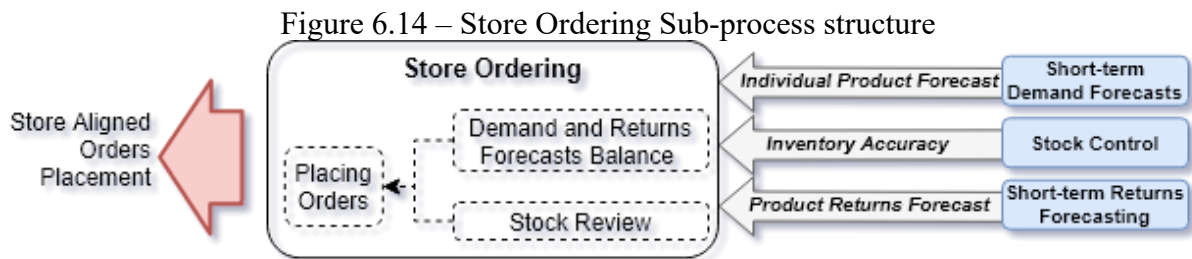 Figure 6.14 – Store Ordering Sub-process structure
Store Ordering
Store Aligned
Orders
Placement
Placing
Orders
Demand and Returns
Forecasts Balance
Stock Review
Individual Product Forecast
Short-term
Demand Forecasts
Inventory Accuracy
Stock Control
Product Returns Forecast
Short-term Returns
Forecasting